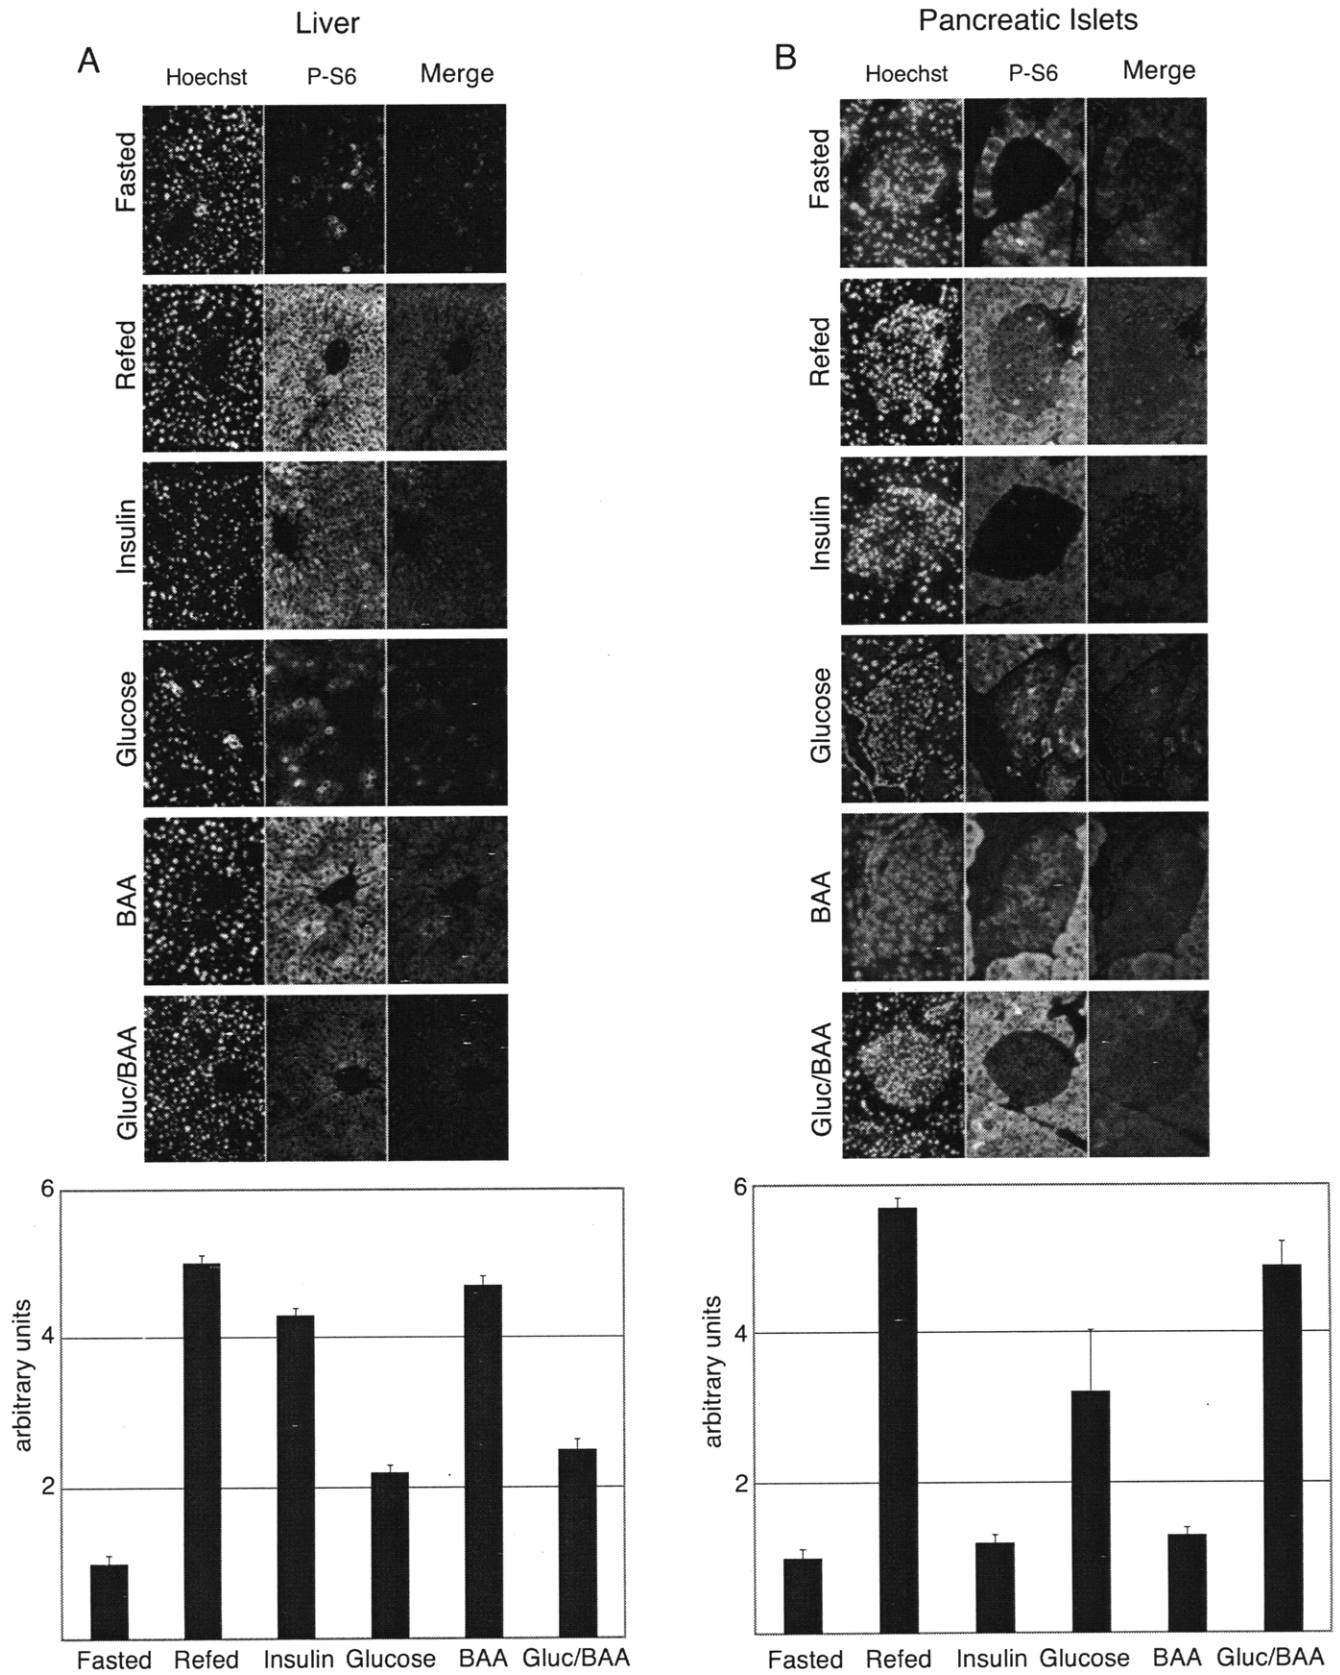 Liver
A
Hoechst P-S6 Merge
Fasted
Refed
Insulin
Glucose
BAA
Gluc/BAA
6
4
2
arbitrary units
Fasted Refed Insulin Glucose BAA Gluc/BAA
Pancreatic Islets
B
Hoechst P-S6 Merge
Fasted
Refed
Insulin
Glucose
BAA
Gluc/BAA
6
4
2
arbitrary units
Fasted Refed Insulin Glucose BAA Gluc/BAA